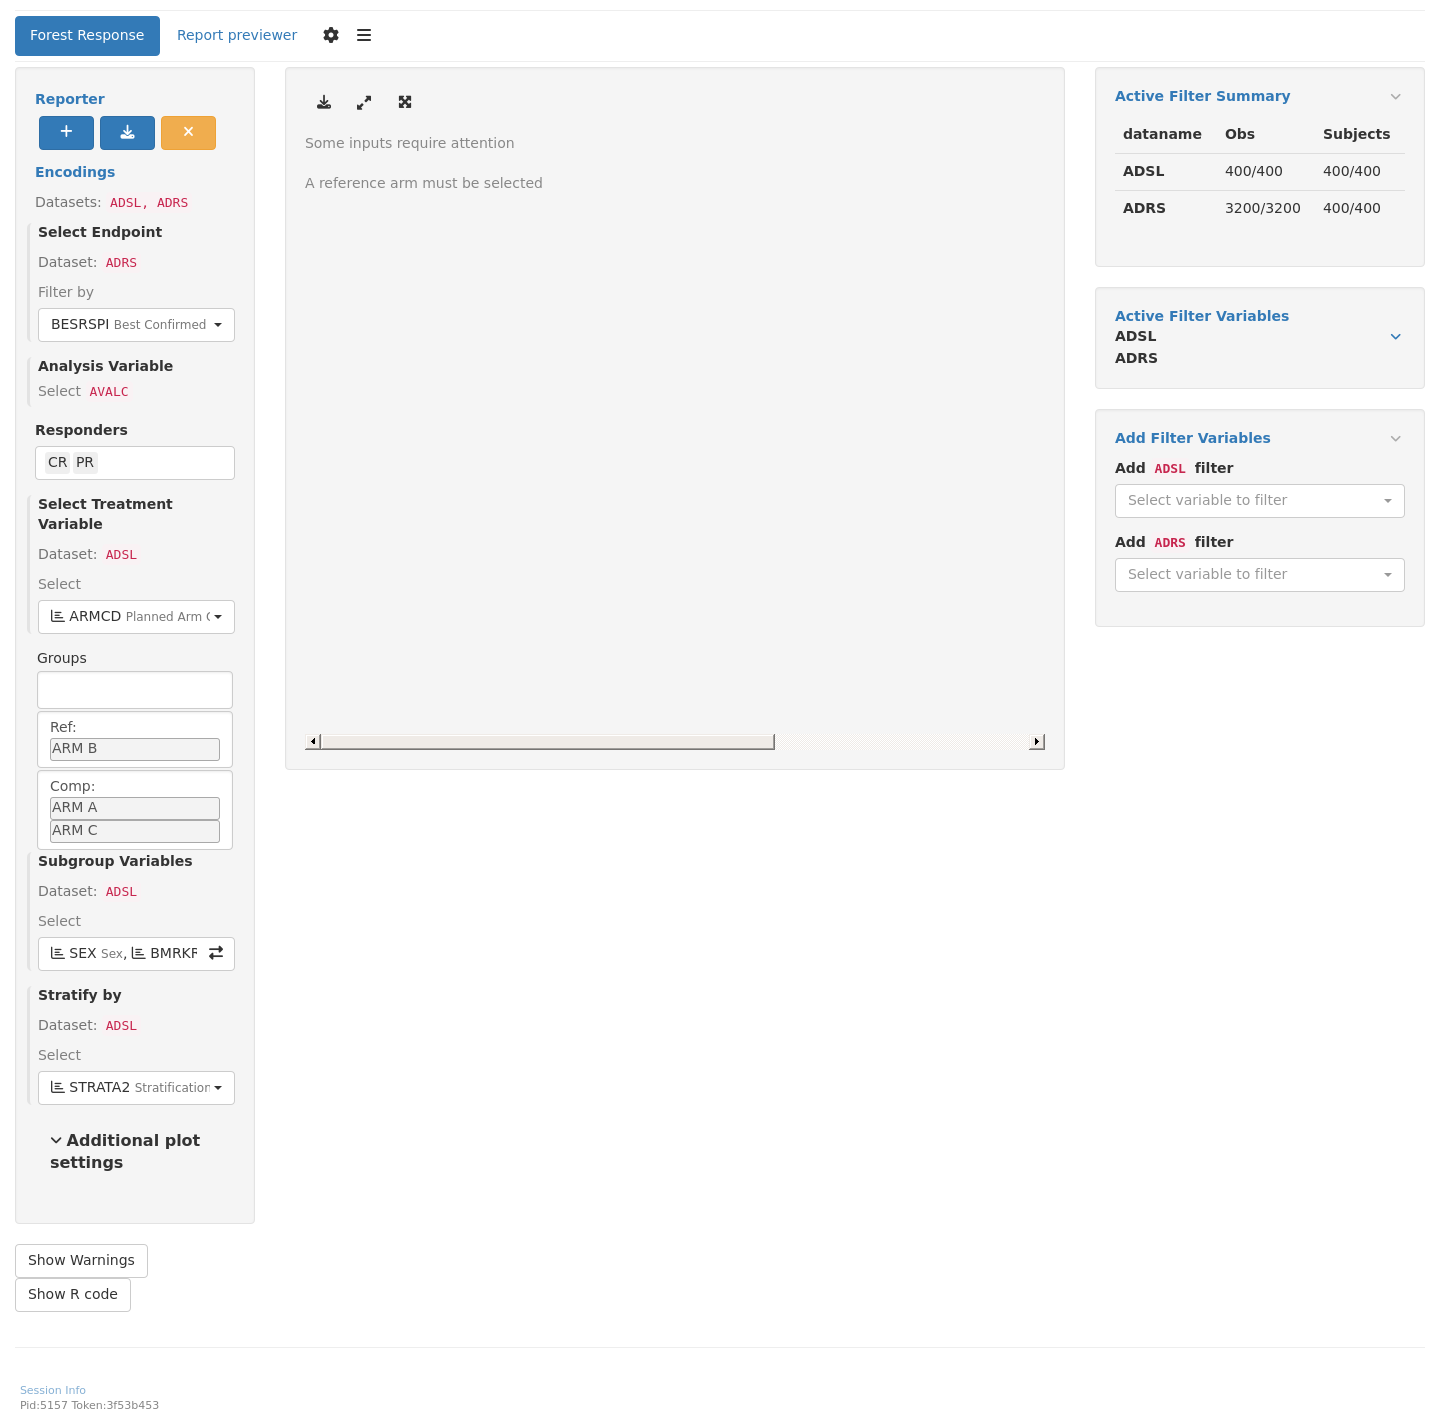 Forest Response
Report previewer
Reporter
Encodings
Datasets: ADSL, ADRS
Select Endpoint
Dataset: ADRS
Filter by
BESRSPI Best Confirmed
Analysis Variable
Select AVALC
Responders
CR PR
Select Treatment
Variable
Dataset: ADSL
Select
ARMCD Planned Arm C
Groups
Ref:
ARM B
Comp:
ARM A
ARM C
Subgroup Variables
Dataset: ADSL
Select
SEX Sex, BMRKR
Stratify by
Dataset: ADSL
Select
STRATA2 Stratification
Additional plot
settings
Show Warnings
Show R code
Some inputs require attention
A reference arm must be selected
Active Filter Summary
dataname Obs Subjects
ADSL 400/400 400/400
ADRS 3200/3200 400/400
Active Filter Variables
ADSL
ADRS
Add Filter Variables
Add ADSL filter
Select variable to filter
Add ADRS filter
Select variable to filter
Session Info
Pid:5157 Token:3f53b453